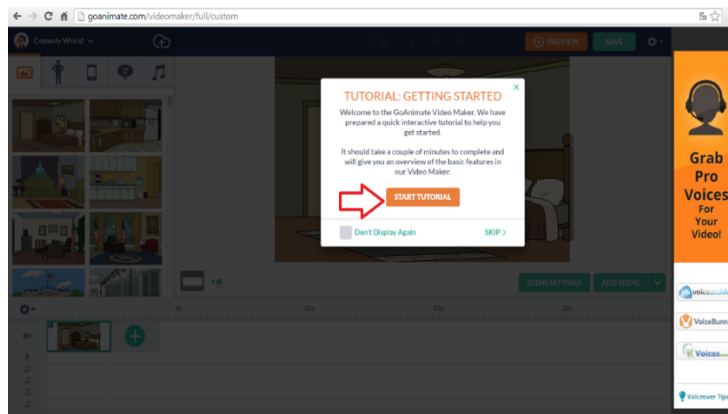 goanimate.com/videomaker/full/custom
Comedy World
PREVIEW
SAVE
TUTORIAL: GETTING STARTED
Welcome to the GoAnimate Video Maker. We have
prepared a quick interactive tutorial to help you
get started.
It should take a couple of minutes to complete and
will give you an overview of the basic features in
our Video Maker.
START TUTORIAL
Don't Display Again
SKIP >
Grab
Pro
Voices
For
Your
Video!
SCENE SETTINGS
ADD SCENE
VoiceBunn
Voices
Voiceover Tips